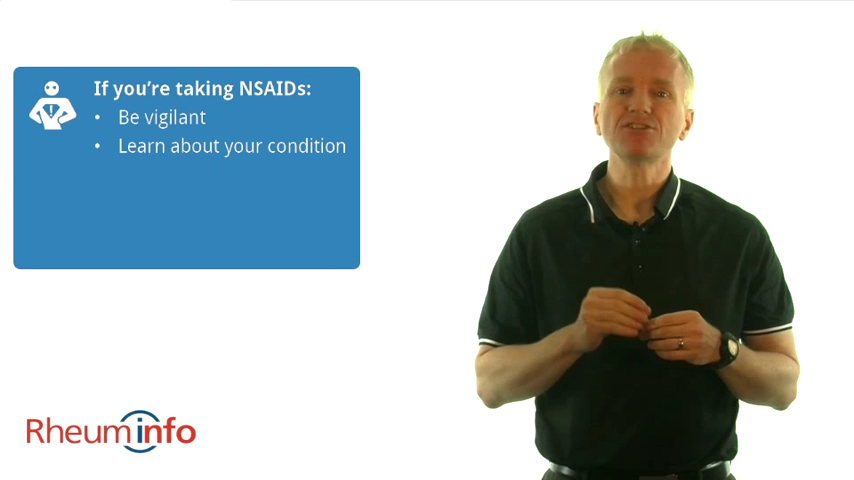 If you're taking NSAIDs:
• Be vigilant
• Learn about your condition
Rheuminfo